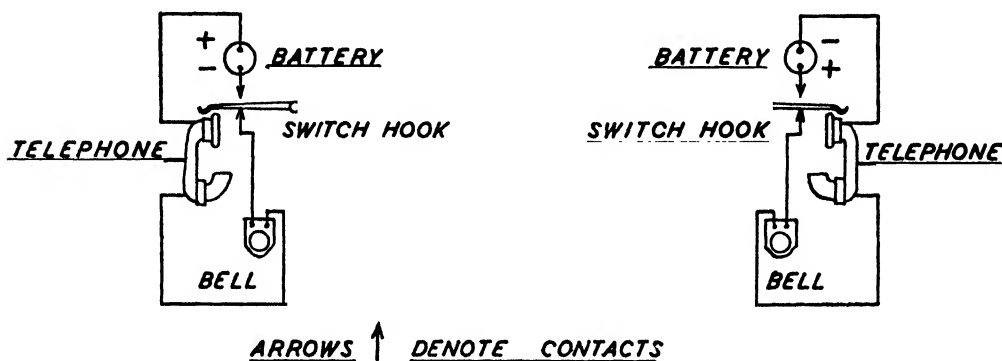 +
− BATTERY
SWITCH HOOK
TELEPHONE
BELL
−
BATTERY +
SWITCH HOOK
TELEPHONE
BELL
ARROWS ↑ DENOTE CONTACTS